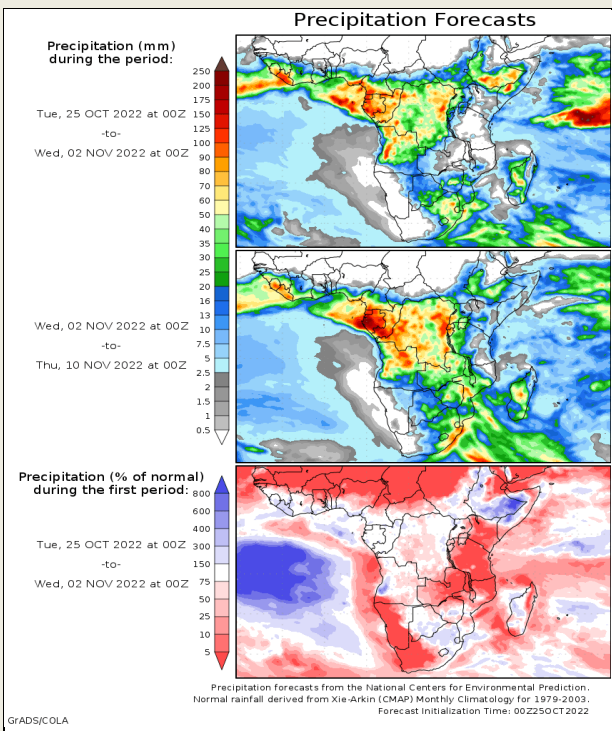 Precipitation Forecasts
Precipitation (mm)
during the period:
250
200
175
150
125
100
90
80
70
60
50
40
35
30
25
20
16
13
10
7.5
5
2.5
2
1.5
1
0.5
Tue, 25 OCT 2022 at 00Z
-to-
Wed, 02 NOV 2022 at 00Z
Wed, 02 NOV 2022 at 00Z
-to-
Thu, 10 NOV 2022 at 00Z
Precipitation (% of normal)
during the first period:
800
600
400
300
150
75
50
25
10
5
Tue, 25 OCT 2022 at 00Z
-to-
Wed, 02 NOV 2022 at 00Z
Precipitation forecasts from the National Centers for Environmental Prediction.
Normal rainfall derived from Xie-Arkin (CMAP) Monthly Climatology for 1979-2003.
Forecast Initialization Time: 00Z25OCT2022
GrADS/COLA